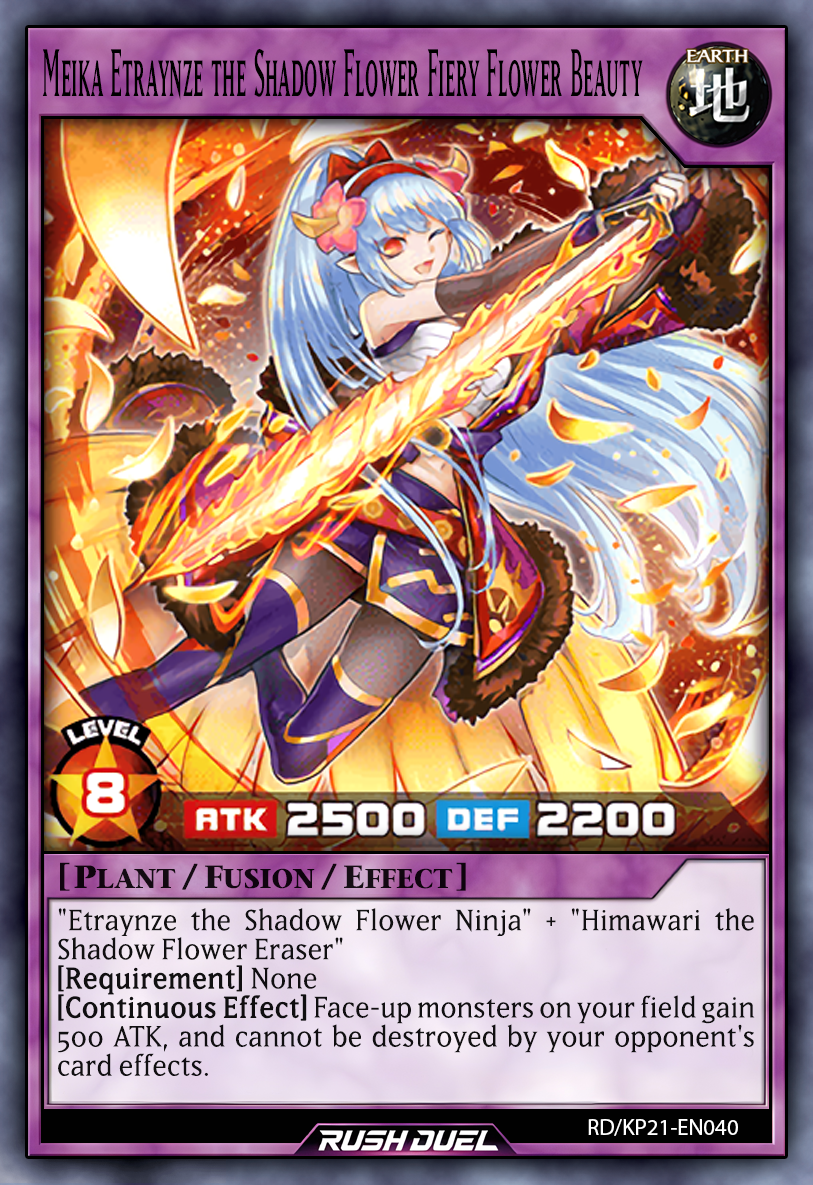 Meika Etraynze the Shadow Flower Fiery Flower Beauty
EARTH
地
LEVEL
8
ATK 2500 DEF 2200
[Plant / Fusion / Effect]
"Etraynze the Shadow Flower Ninja" + "Himawari the
Shadow Flower Eraser"
[Requirement] None
[Continuous Effect] Face-up monsters on your field gain
500 ATK, and cannot be destroyed by your opponent's
card effects.
RD/KP21-EN040
RUSH DUEL